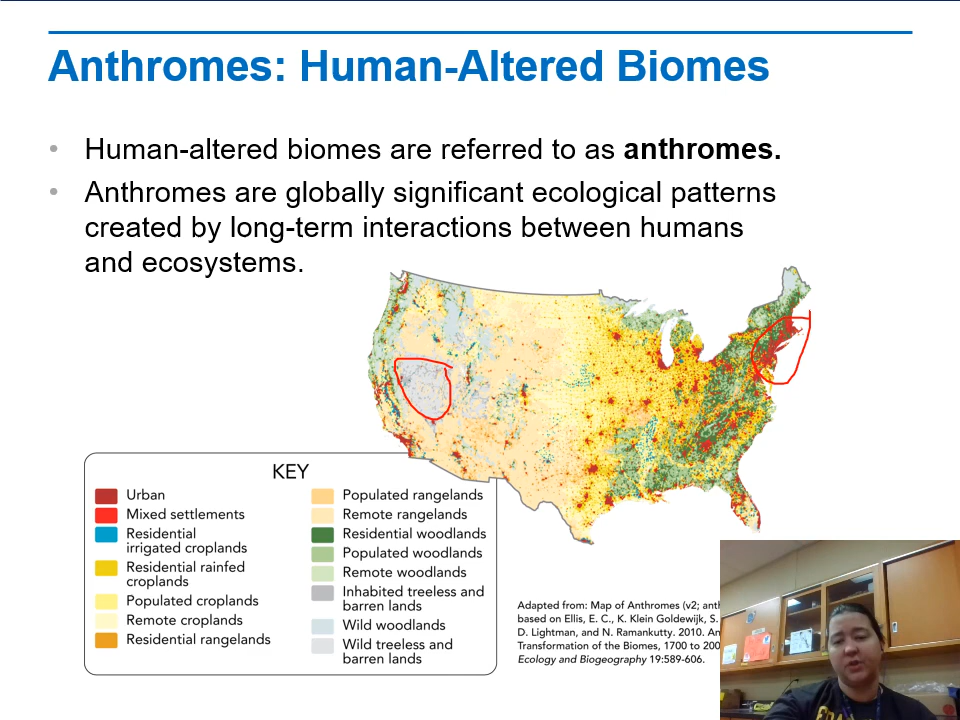 Anthromes: Human-Altered Biomes
• Human-altered biomes are referred to as anthromes.
• Anthromes are globally significant ecological patterns
created by long-term interactions between humans
and ecosystems.
KEY
Urban
Mixed settlements
Residential
irrigated croplands
Residential rainfed
croplands
Populated croplands
Remote croplands
Residential rangelands
Populated rangelands
Remote rangelands
Residential woodlands
Populated woodlands
Remote woodlands
Inhabited treeless and
barren lands
Wild woodlands
Wild treeless and
barren lands
Adapted from: Map of Anthromes (v2;
based on Ellis, E. C., K. Klein Goldewijk, S.
D. Lightman, and N. Ramankutty. 2010.
Transformation of the Biomes, 1700 to
Ecology and Biogeography 19:589-606.